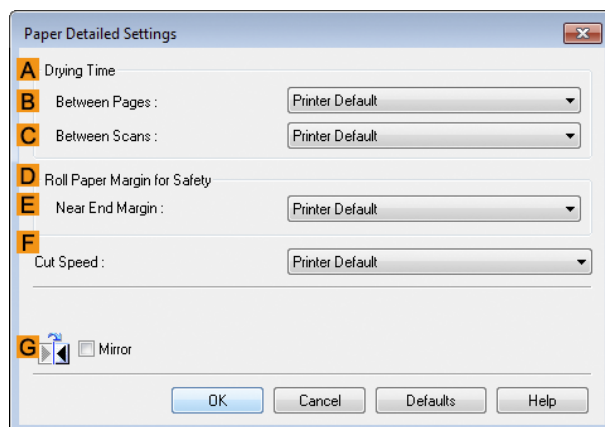 Paper Detailed Settings
A Drying Time
B Between Pages : Printer Default
C Between Scans : Printer Default
D Roll Paper Margin for Safety
E Near End Margin : Printer Default
F
Cut Speed : Printer Default
G Mirror
OK Cancel Defaults Help